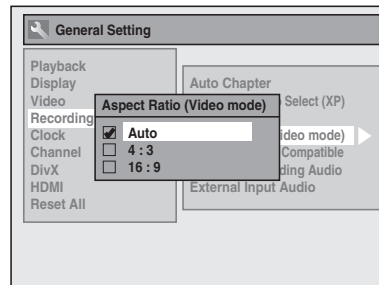 General Setting
Playback
Display
Video
Recording
Clock
Channel
DivX
HDMI
Reset All
Auto Chapter
Select (XP)
ideo mode)
Compatible
ding Audio
External Input Audio
Aspect Ratio (Video mode)
Auto
4 : 3
16 : 9